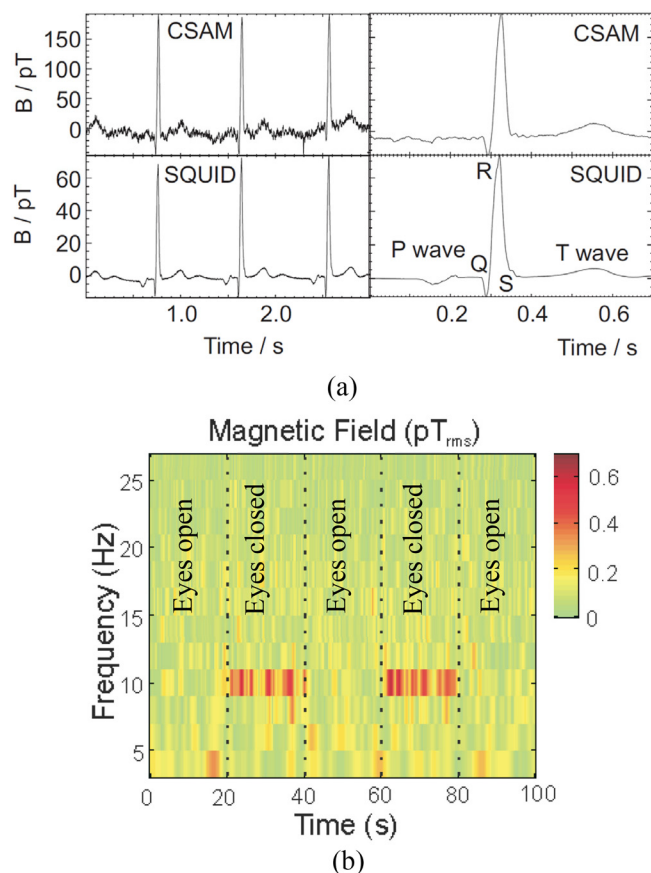 B / pT
150
100
50
0
CSAM
CSAM
B / pT
60
40
20
0
SQUID
R
SQUID
P wave
Q
S
T wave
1.0
2.0
0.2
0.4
0.6
Time / s
Time / s
(a)
Magnetic Field (pTrms)
Frequency (Hz)
25
20
15
10
5
Eyes open
Eyes closed
Eyes open
Eyes closed
Eyes open
0.6
0.4
0.2
0
0
20
40
60
80
100
Time (s)
(b)